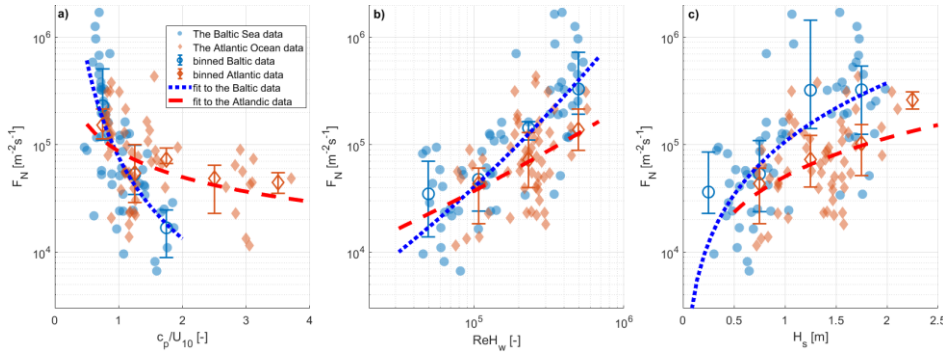 a)
The Baltic Sea data
The Atlantic Ocean data
binned Baltic data
binned Atlantic data
fit to the Baltic data
fit to the Atlandic data
F_N [m^-2 s^-1]
10^6
10^5
10^4
0 1 2 3 4
c_p/U_10 [-]
b)
F_N [m^-2 s^-1]
10^6
10^5
10^4
10^5 10^6
ReH_w [-]
c)
F_N [m^-2 s^-1]
10^6
10^5
10^4
0 0.5 1 1.5 2 2.5
H_s [m]